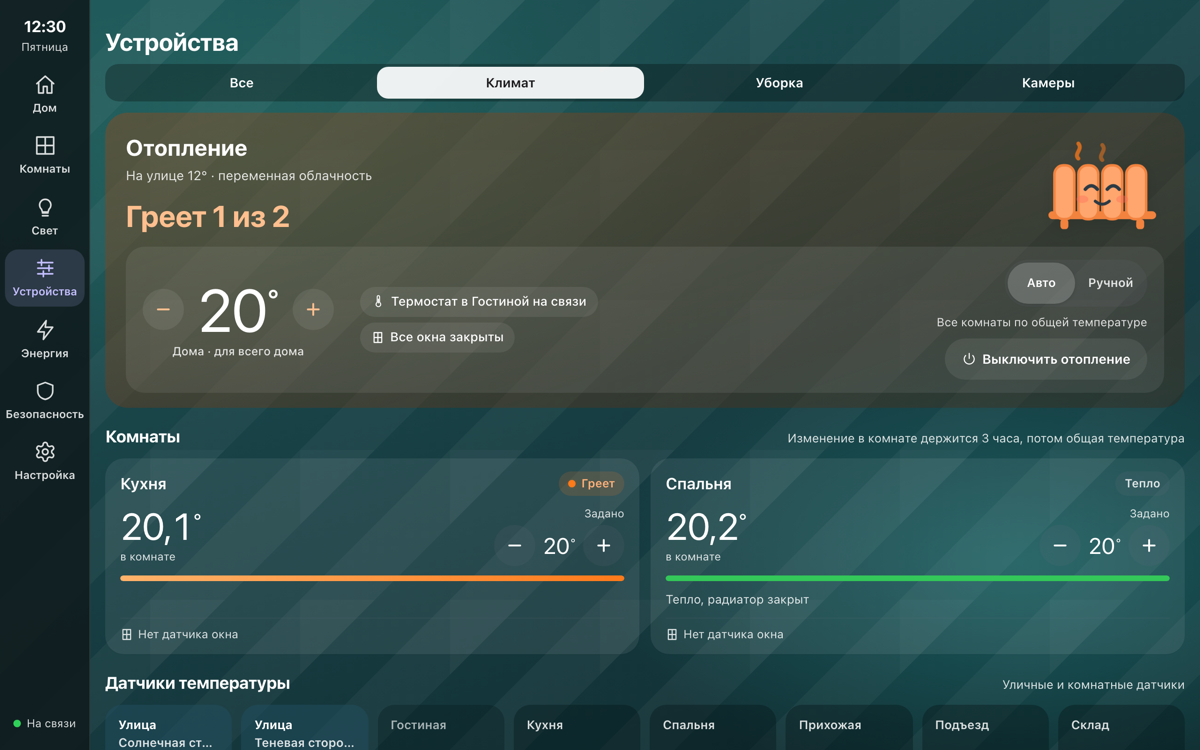 12:30
Пятница
Дом
Комнаты
Свет
Устройства
Энергия
Безопасность
Настройка
На связи
Устройства
Все
Климат
Уборка
Камеры
Отопление
На улице 12° · переменная облачность
Греет 1 из 2
− 20° +
Дома · для всего дома
Термостат в Гостиной на связи
Все окна закрыты
Авто
Ручной
Все комнаты по общей температуре
Выключить отопление
Комнаты
Изменение в комнате держится 3 часа, потом общая температура
Кухня
Греет
20,1°
в комнате
Задано
− 20° +
Нет датчика окна
Спальня
Тепло
20,2°
в комнате
Задано
− 20° +
Тепло, радиатор закрыт
Нет датчика окна
Датчики температуры
Уличные и комнатные датчики
Улица
Солнечная ст...
Улица
Теневая сторо...
Гостиная
Кухня
Спальня
Прихожая
Подъезд
Склад